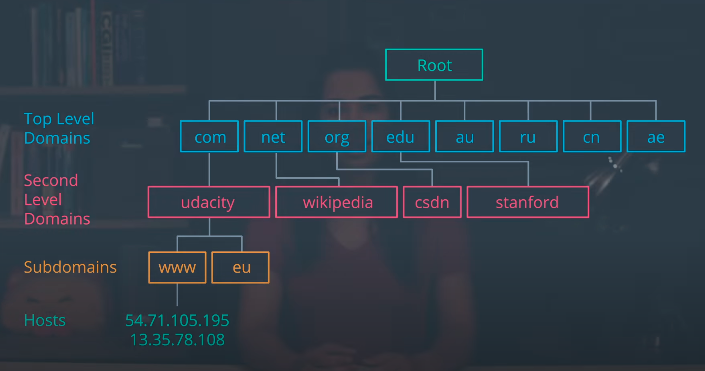 Root
Top Level
Domains
com net org edu au ru cn ae
Second
Level
Domains
udacity wikipedia csdn stanford
Subdomains
www eu
Hosts
54.71.105.195
13.35.78.108